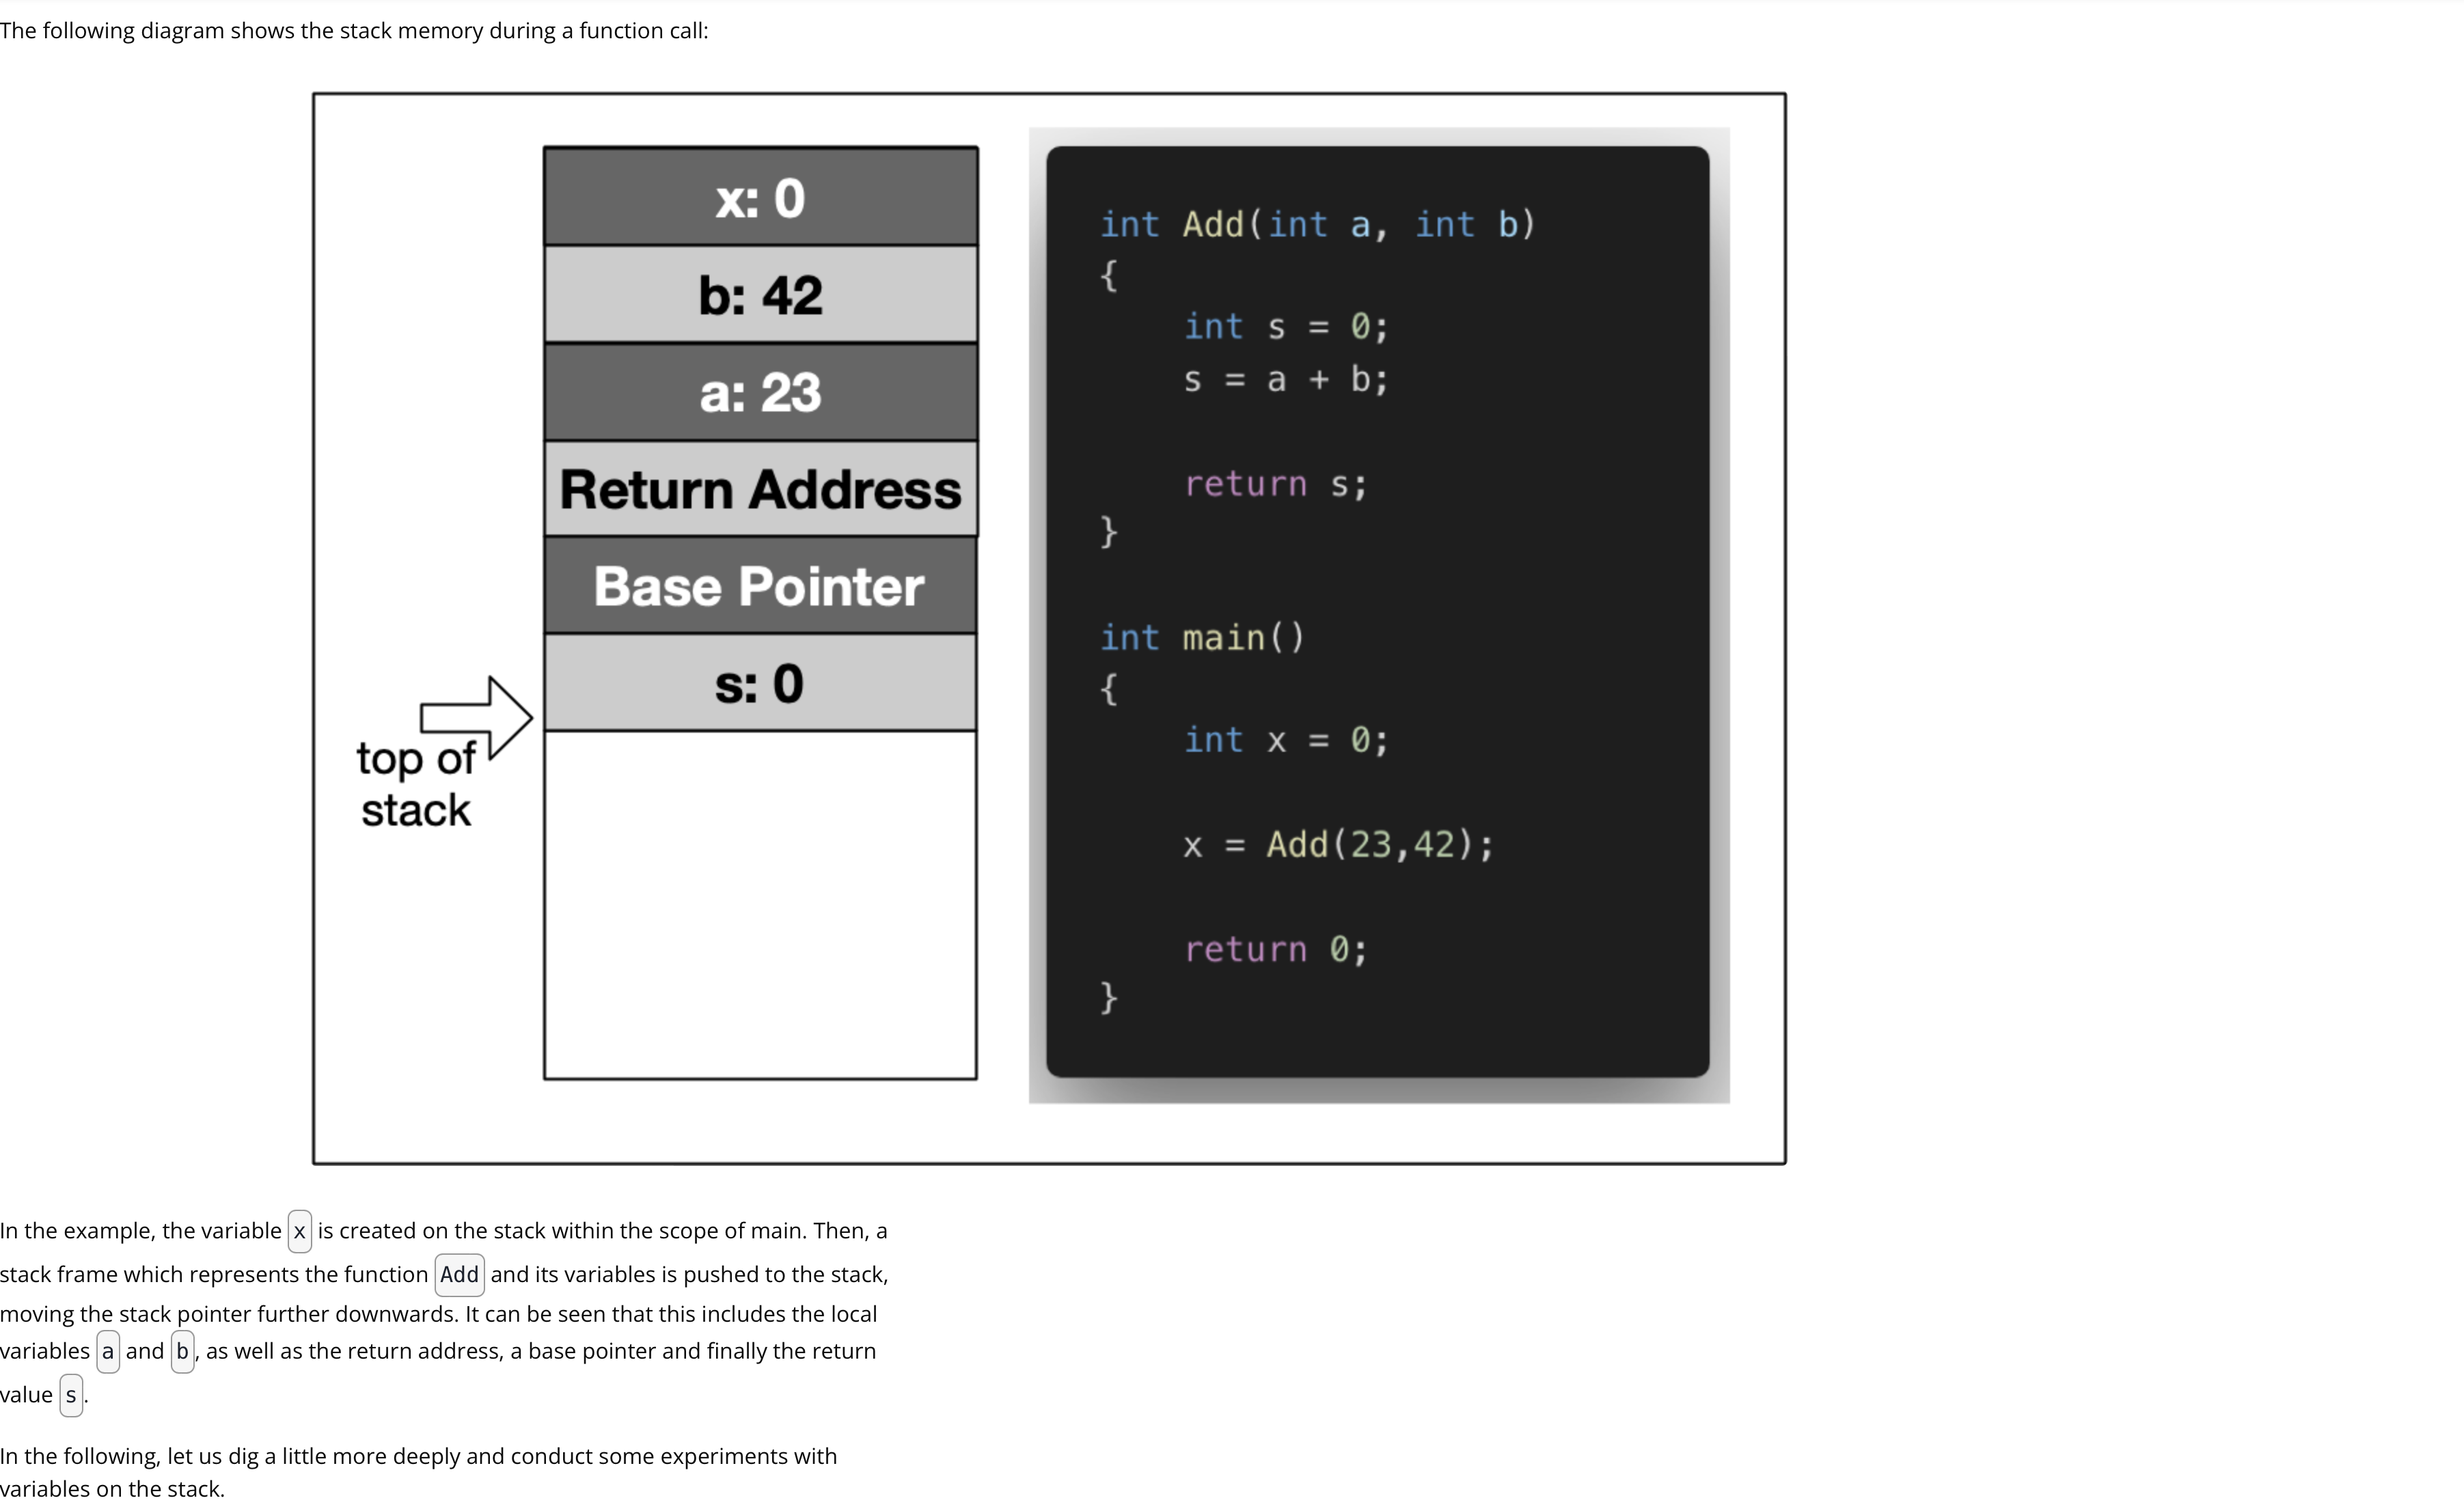 The following diagram shows the stack memory during a function call:
x: 0
b: 42
a: 23
Return Address
Base Pointer
s: 0
top of
stack
int Add(int a, int b)
{
    int s = 0;
    s = a + b;
    return s;
}
int main()
{
    int x = 0;
    x = Add(23,42);
    return 0;
}
In the example, the variable x is created on the stack within the scope of main. Then, a
stack frame which represents the function Add and its variables is pushed to the stack,
moving the stack pointer further downwards. It can be seen that this includes the local
variables a and b, as well as the return address, a base pointer and finally the return
value s.
In the following, let us dig a little more deeply and conduct some experiments with
variables on the stack.